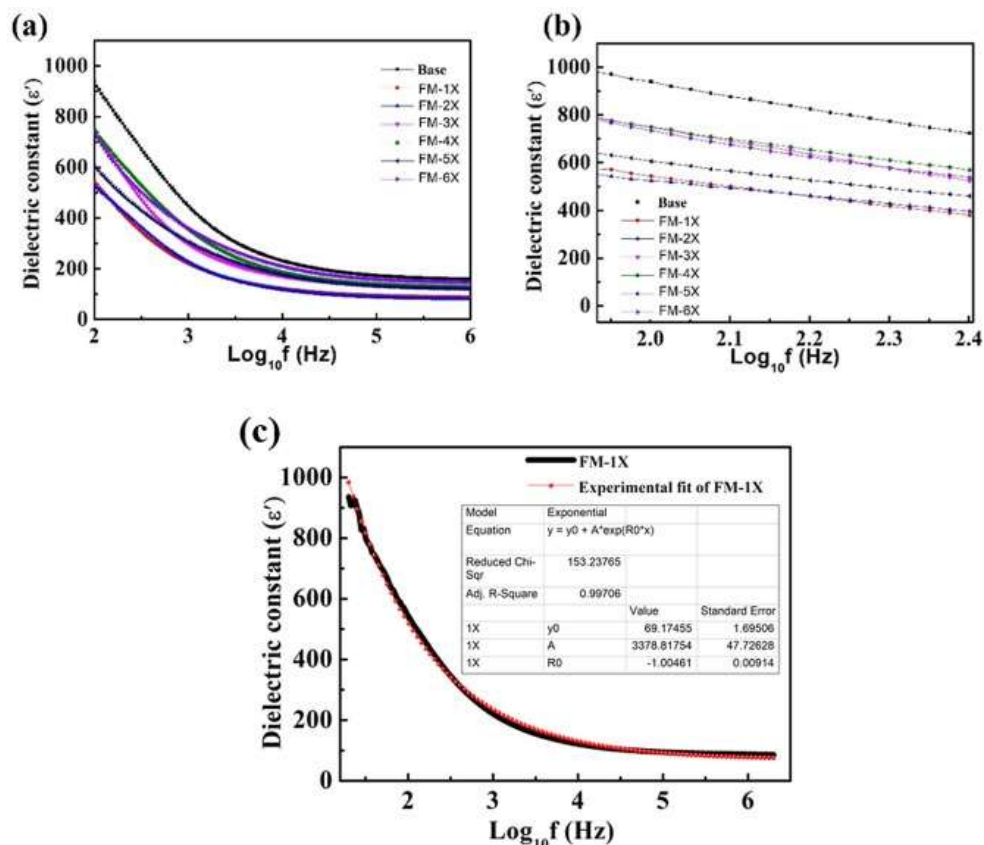 (a)
1000
800
600
400
200
0
Dielectric constant (ε′)
2 3 4 5 6
Log10f (Hz)
Base
FM-1X
FM-2X
FM-3X
FM-4X
FM-5X
FM-6X
(b)
1000
800
600
400
200
0
Dielectric constant (ε′)
2.0 2.1 2.2 2.3 2.4
Log10f (Hz)
Base
FM-1X
FM-2X
FM-3X
FM-4X
FM-5X
FM-6X
(c)
1000
800
600
400
200
0
Dielectric constant (ε′)
2 3 4 5 6
Log10f (Hz)
FM-1X
Experimental fit of FM-1X
Model Exponential
Equation y = y0 + A*exp(R0*x)
Reduced Chi-
Sqr 153.23765
Adj. R-Square 0.99706
Value Standard Error
1X y0 69.17455 1.69506
1X A 3378.81754 47.72628
1X R0 -1.00461 0.00914